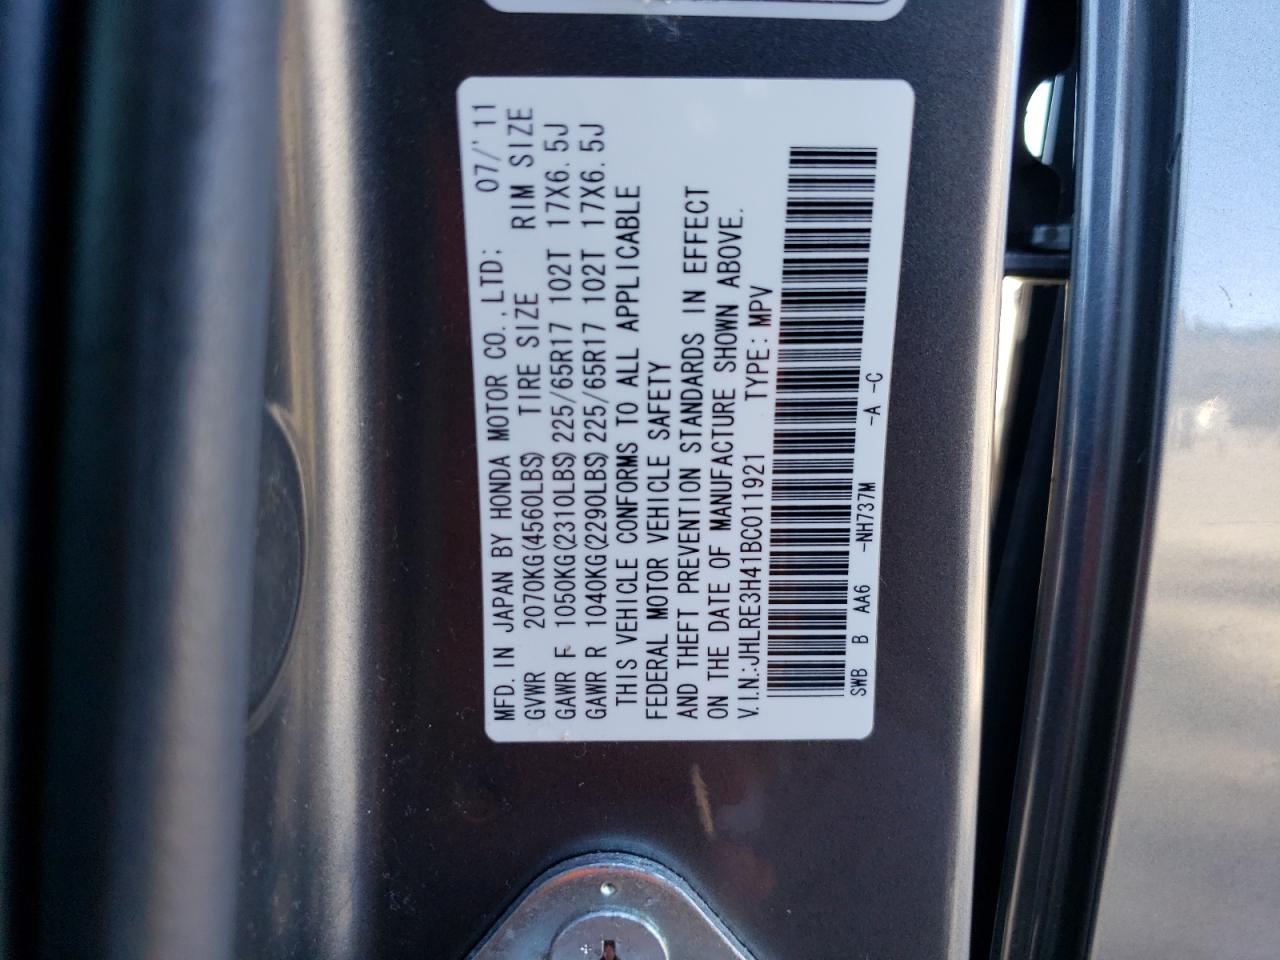 MFD. IN JAPAN BY HONDA MOTOR CO., LTD: 07/'11
GVWR 2070KG(4560LBS) TIRE SIZE RIM SIZE
GAWR F 1050KG(2310LBS) 225/65R17 102T 17X6.5J
GAWR R 1040KG(2290LBS) 225/65R17 102T 17X6.5J
THIS VEHICLE CONFORMS TO ALL APPLICABLE
FEDERAL MOTOR VEHICLE SAFETY
AND THEFT PREVENTION STANDARDS IN EFFECT
ON THE DATE OF MANUFACTURE SHOWN ABOVE.
V.I.N.:JHLRE3H41BC011921 TYPE: MPV
SWB B AA6 -NH737M -A -C